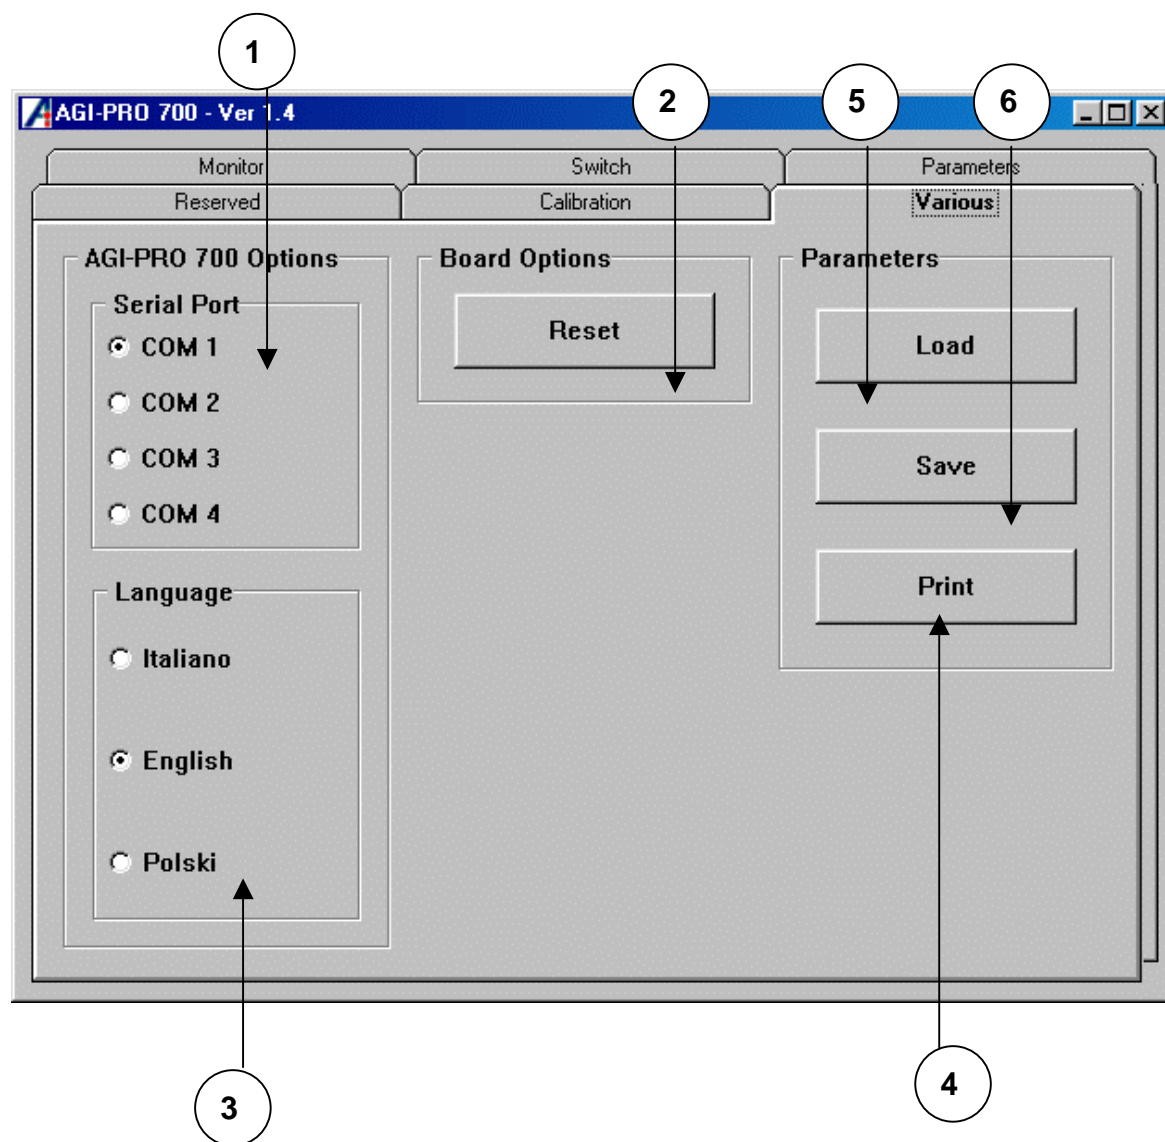 1
2
5
6
AGI-PRO 700 - Ver 1.4
Monitor
Switch
Parameters
Reserved
Calibration
Various
AGI-PRO 700 Options
Serial Port
COM 1
COM 2
COM 3
COM 4
Language
Italiano
English
Polski
Board Options
Reset
Parameters
Load
Save
Print
3
4